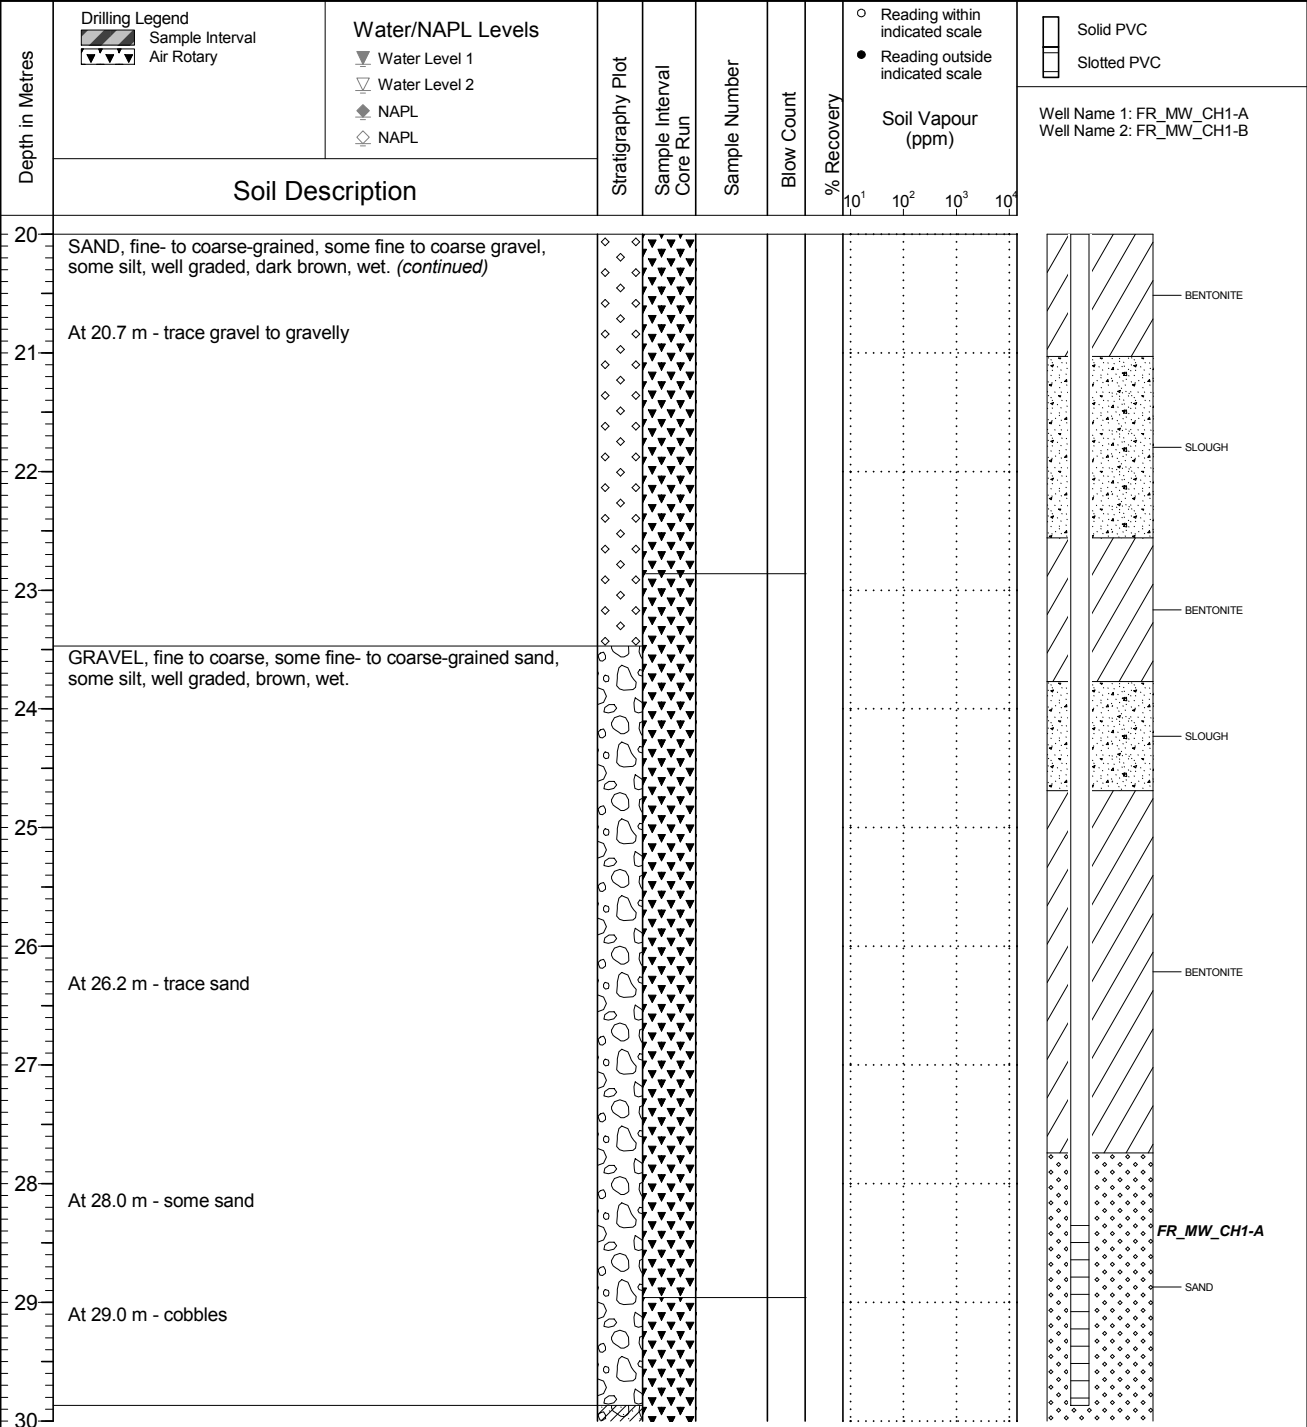 Drilling Legend
Sample Interval
Air Rotary
Water/NAPL Levels
Water Level 1
Water Level 2
NAPL
NAPL
Depth in Metres
Soil Description
Stratigraphy Plot
Sample Interval
Core Run
Sample Number
Blow Count
% Recovery
Reading within
indicated scale
Reading outside
indicated scale
Soil Vapour
(ppm)
10¹ 10² 10³ 10⁴
Solid PVC
Slotted PVC
Well Name 1: FR_MW_CH1-A
Well Name 2: FR_MW_CH1-B
20
SAND, fine- to coarse-grained, some fine to coarse gravel,
some silt, well graded, dark brown, wet. (continued)
BENTONITE
At 20.7 m - trace gravel to gravelly
21
SLOUGH
22
23
BENTONITE
GRAVEL, fine to coarse, some fine- to coarse-grained sand,
some silt, well graded, brown, wet.
24
SLOUGH
25
26
BENTONITE
At 26.2 m - trace sand
27
28
At 28.0 m - some sand
FR_MW_CH1-A
SAND
29
At 29.0 m - cobbles
30